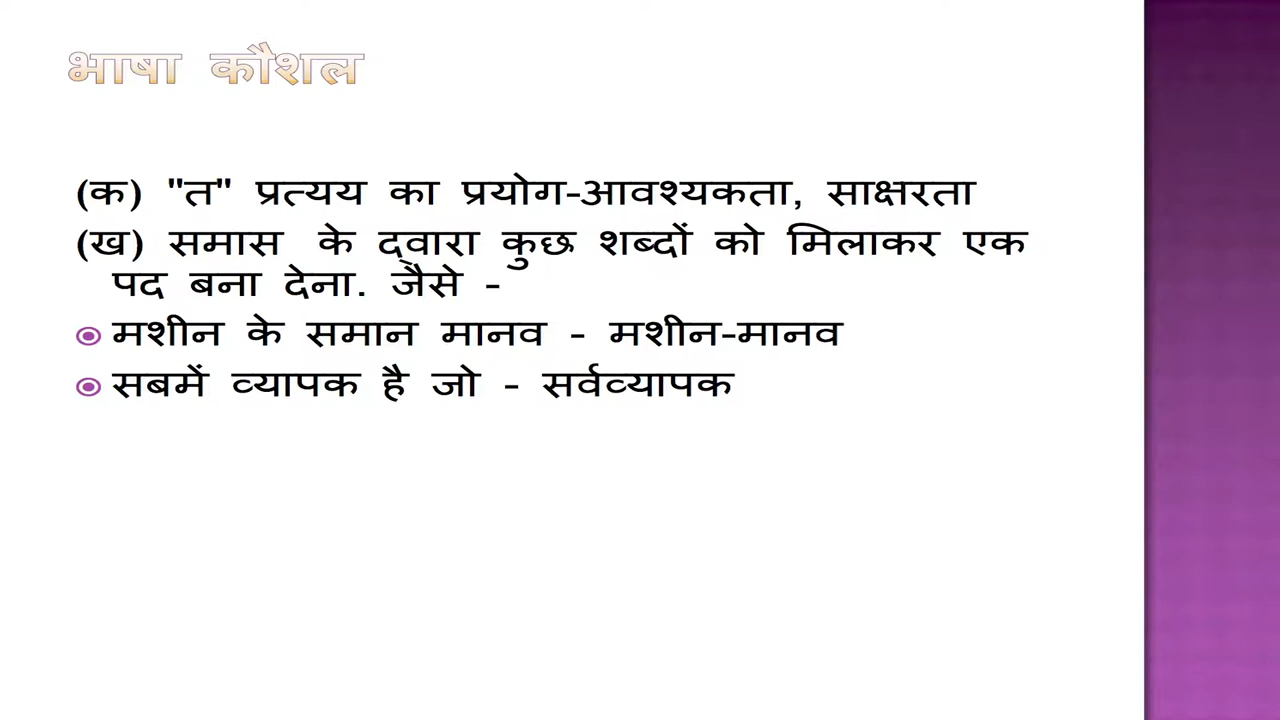 भाषा कौशल
(क) "त" प्रत्यय का प्रयोग-आवश्यकता, साक्षरता
(ख) समास के द्वारा कुछ शब्दों को मिलाकर एक
पद बना देना. जैसे -
मशीन के समान मानव - मशीन-मानव
सबमें व्यापक है जो - सर्वव्यापक